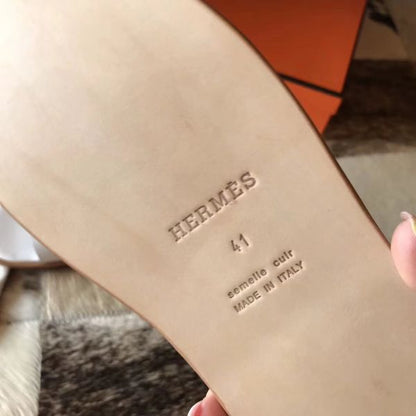 HERMÈS
41
semelle cuir
MADE IN ITALY